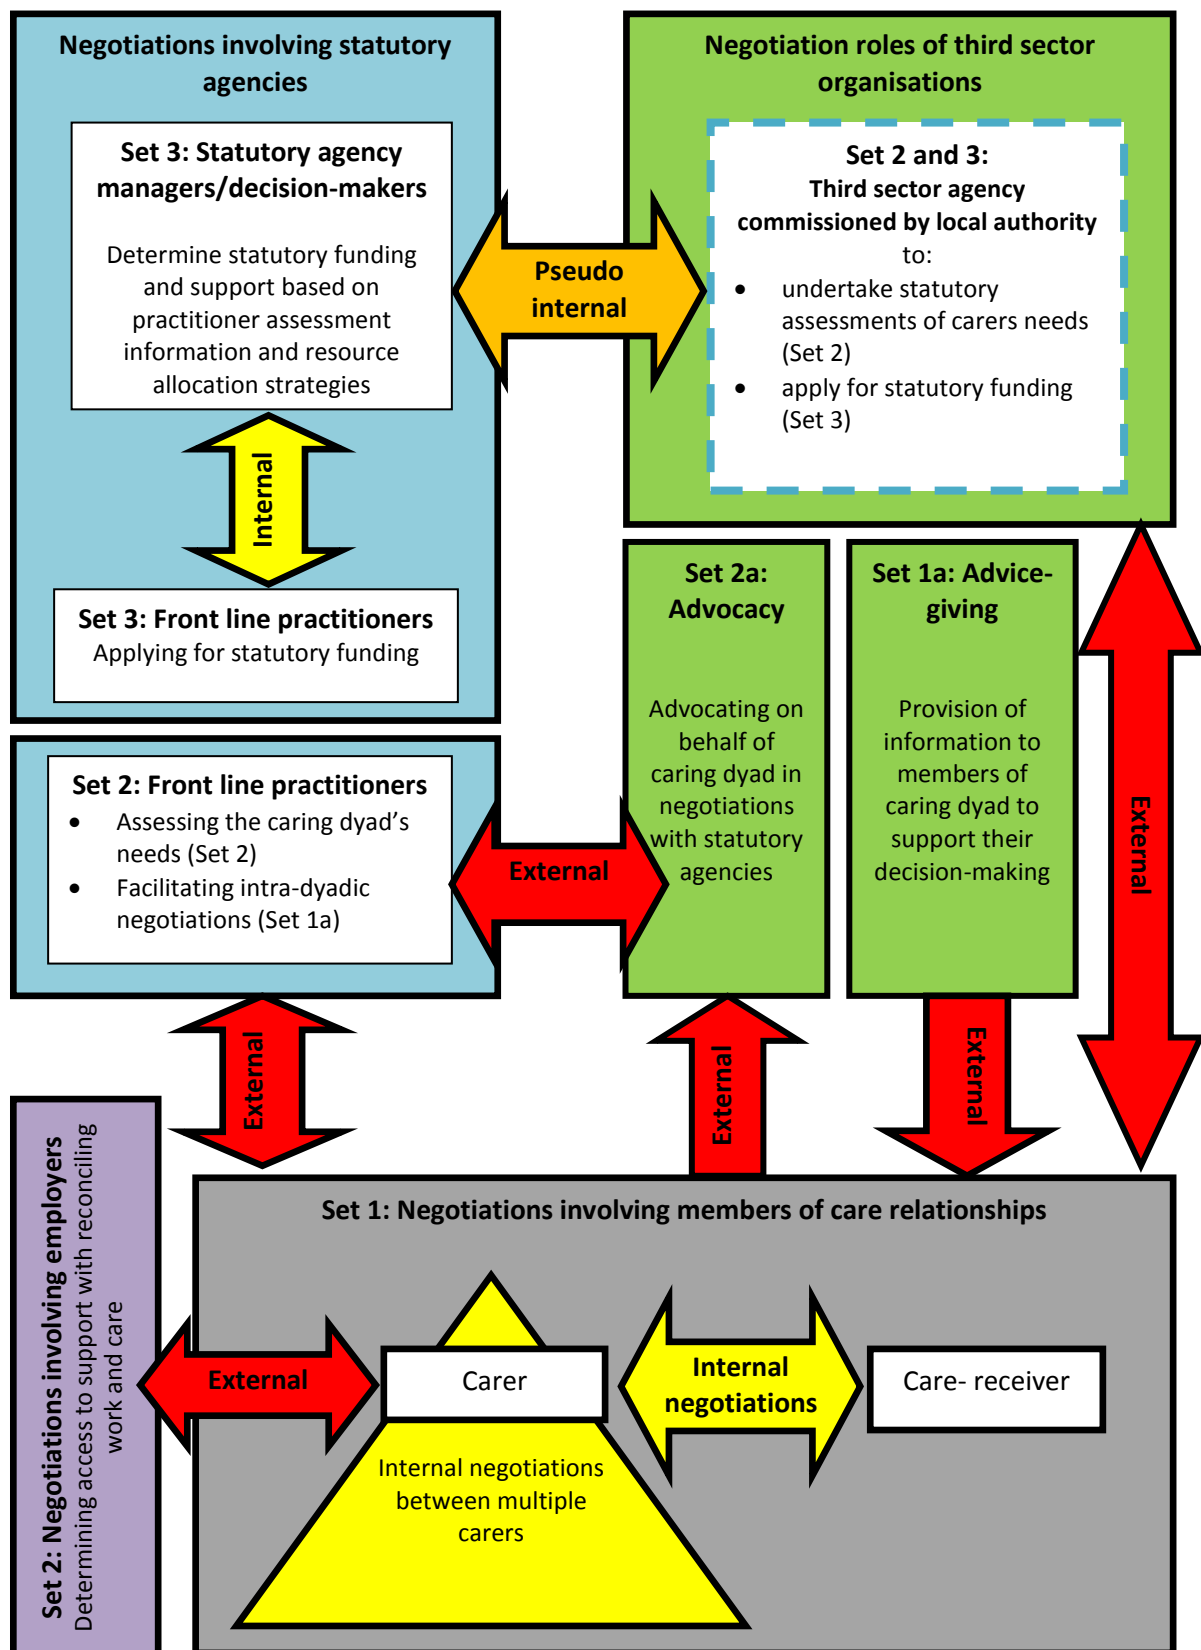 Negotiations involving statutory
agencies
Set 3: Statutory agency
managers/decision-makers
Determine statutory funding
and support based on
practitioner assessment
information and resource
allocation strategies
Internal
Set 3: Front line practitioners
Applying for statutory funding
Pseudo
internal
Negotiation roles of third sector
organisations
Set 2 and 3:
Third sector agency
commissioned by local authority
to:
• undertake statutory
assessments of carers needs
(Set 2)
• apply for statutory funding
(Set 3)
Set 2: Front line practitioners
• Assessing the caring dyad's
needs (Set 2)
• Facilitating intra-dyadic
negotiations (Set 1a)
External
Set 2a:
Advocacy
Advocating on
behalf of
caring dyad in
negotiations
with statutory
agencies
Set 1a: Advice-
giving
Provision of
information to
members of
caring dyad to
support their
decision-making
External
External
External
External
Set 2: Negotiations involving employers
Determining access to support with reconciling
work and care
Set 1: Negotiations involving members of care relationships
External
Carer
Internal
negotiations
Care- receiver
Internal negotiations
between multiple
carers